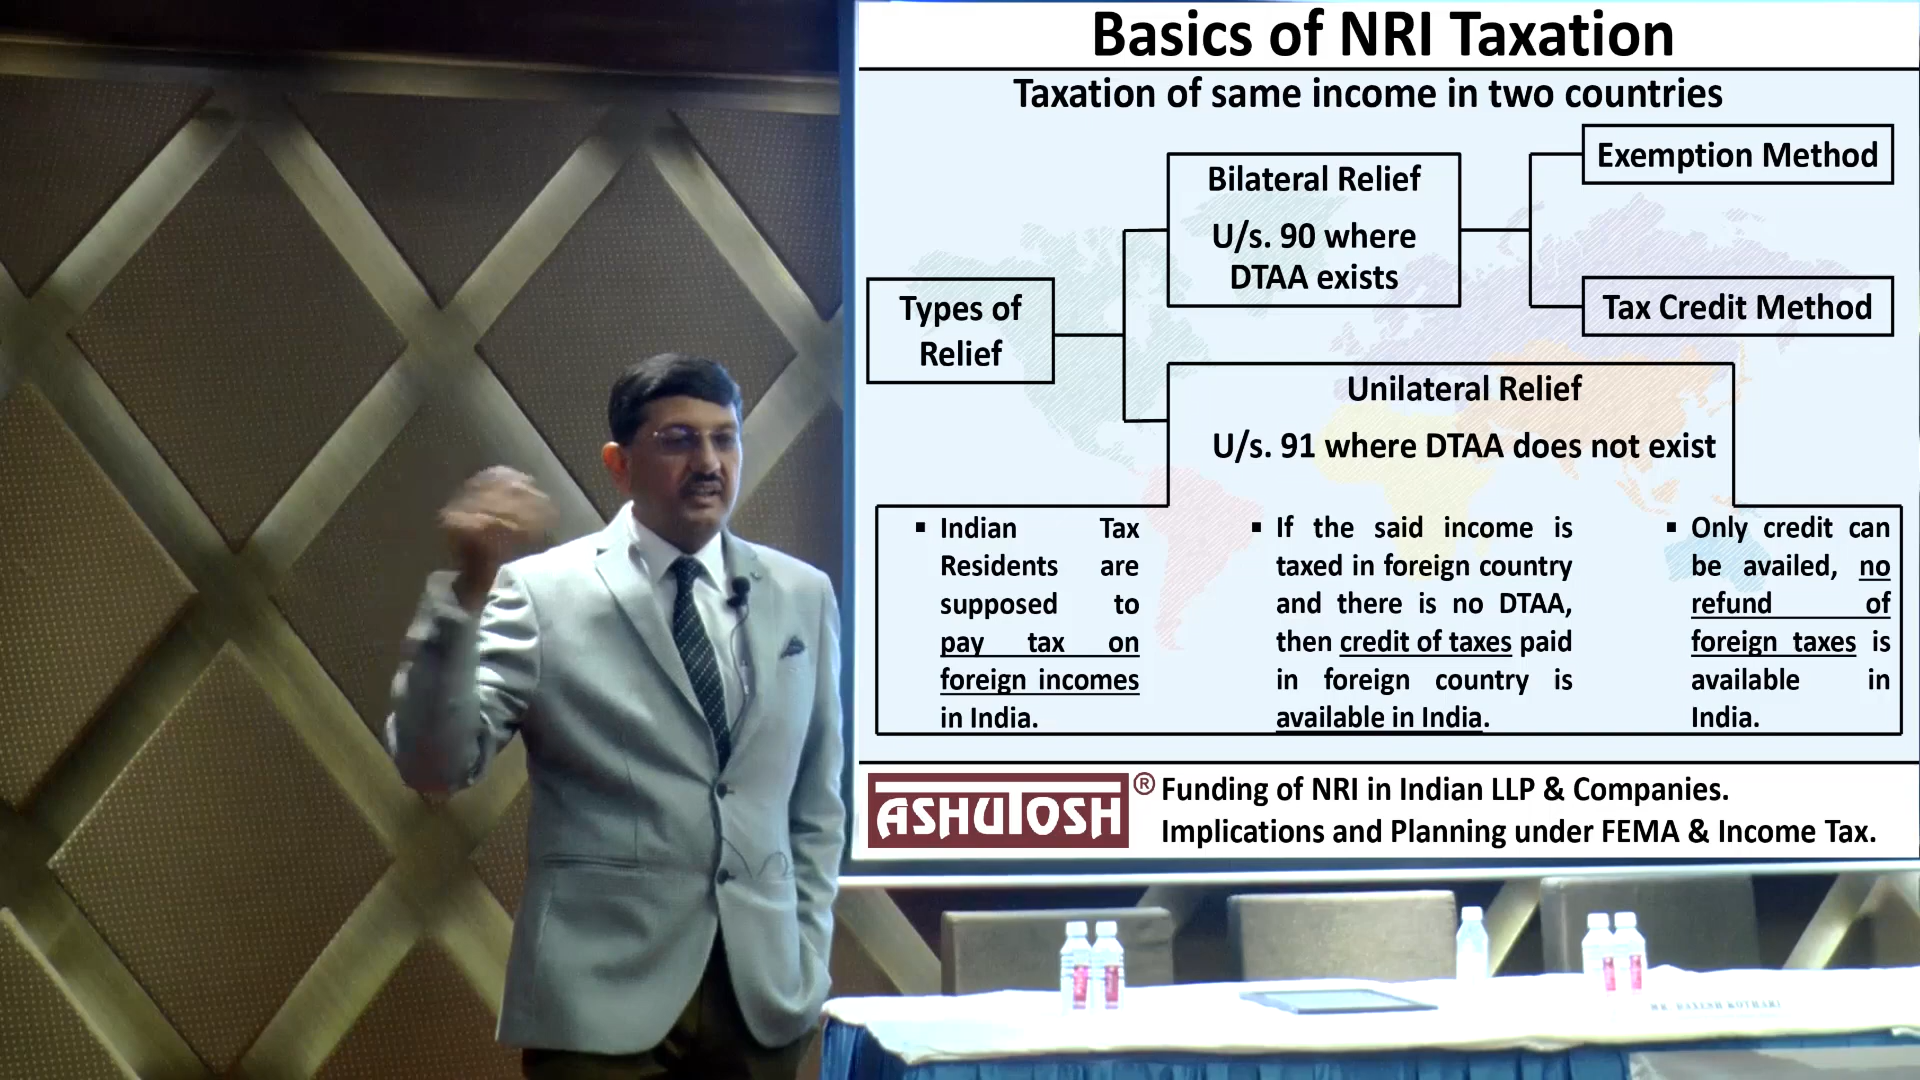 Basics of NRI Taxation
Taxation of same income in two countries
Types of
Relief
Bilateral Relief
U/s. 90 where
DTAA exists
Exemption Method
Tax Credit Method
Unilateral Relief
U/s. 91 where DTAA does not exist
▪ Indian Tax
Residents are
supposed to
pay tax on
foreign incomes
in India.
▪ If the said income is
taxed in foreign country
and there is no DTAA,
then credit of taxes paid
in foreign country is
available in India.
▪ Only credit can
be availed, no
refund of
foreign taxes is
available in
India.
ASHUTOSH®
Funding of NRI in Indian LLP & Companies.
Implications and Planning under FEMA & Income Tax.
KOTHARI